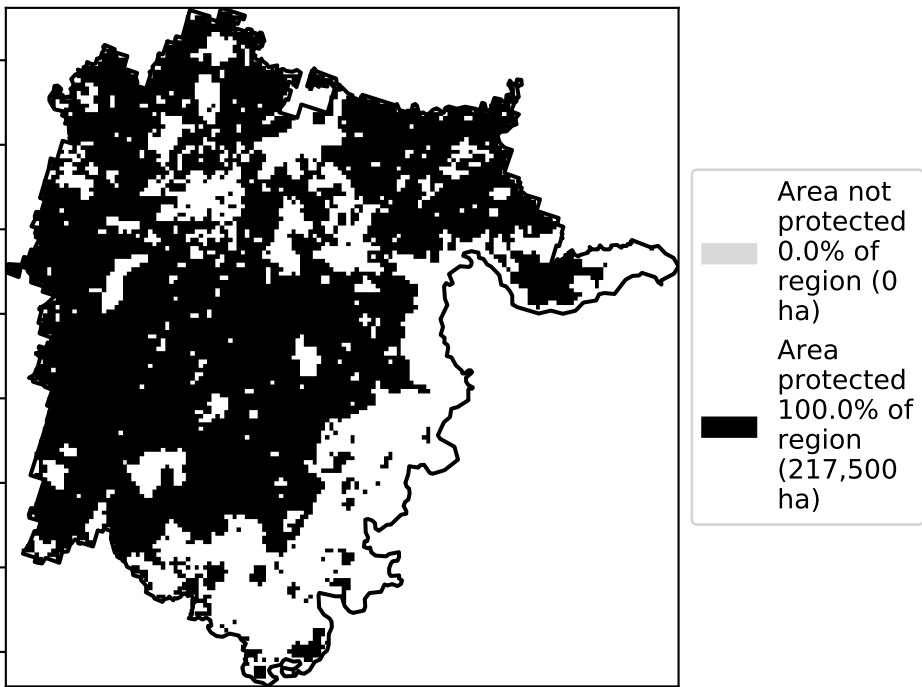 Area not
protected
0.0% of
region (0
ha)
Area
protected
100.0% of
region
(217,500
ha)